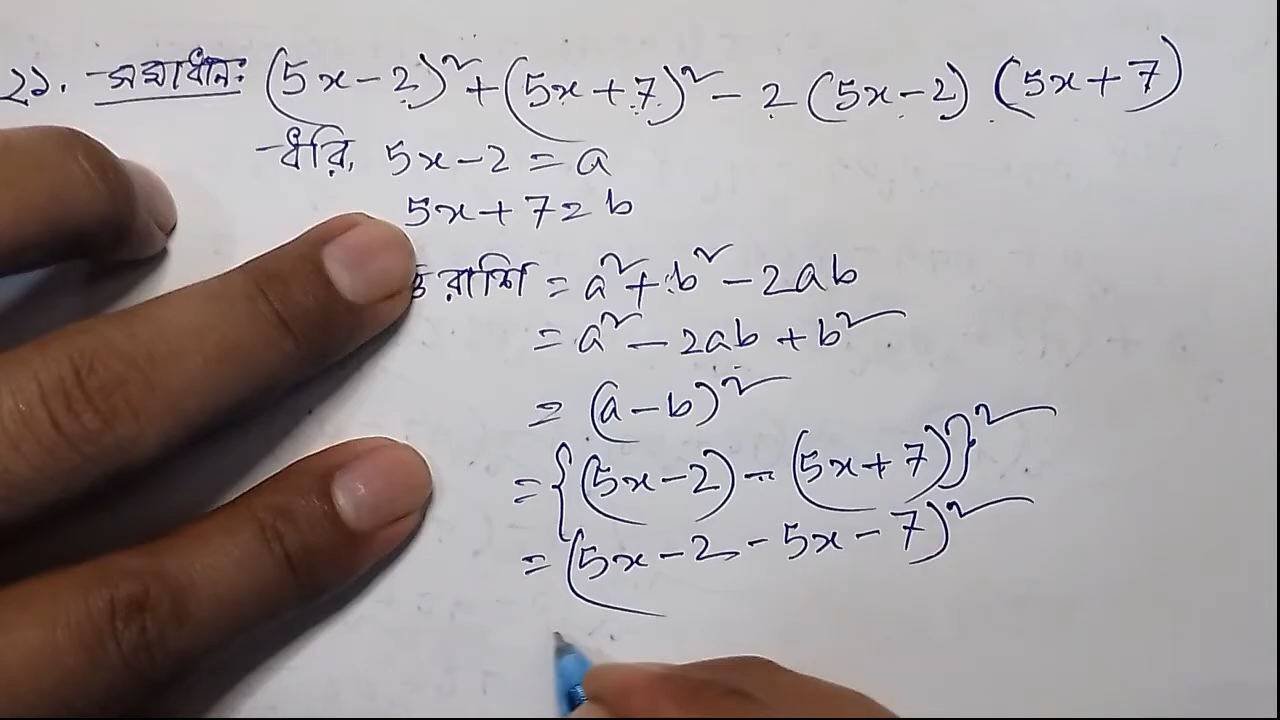 ২১. সমাধান: (5x-2)²+(5x+7)²-2(5x-2)(5x+7)
ধরি, 5x-2=a
5x+7=b
রাশি = a²+b²-2ab
= a²-2ab+b²
= (a-b)²
= {(5x-2)-(5x+7)}²
= (5x-2-5x-7)²